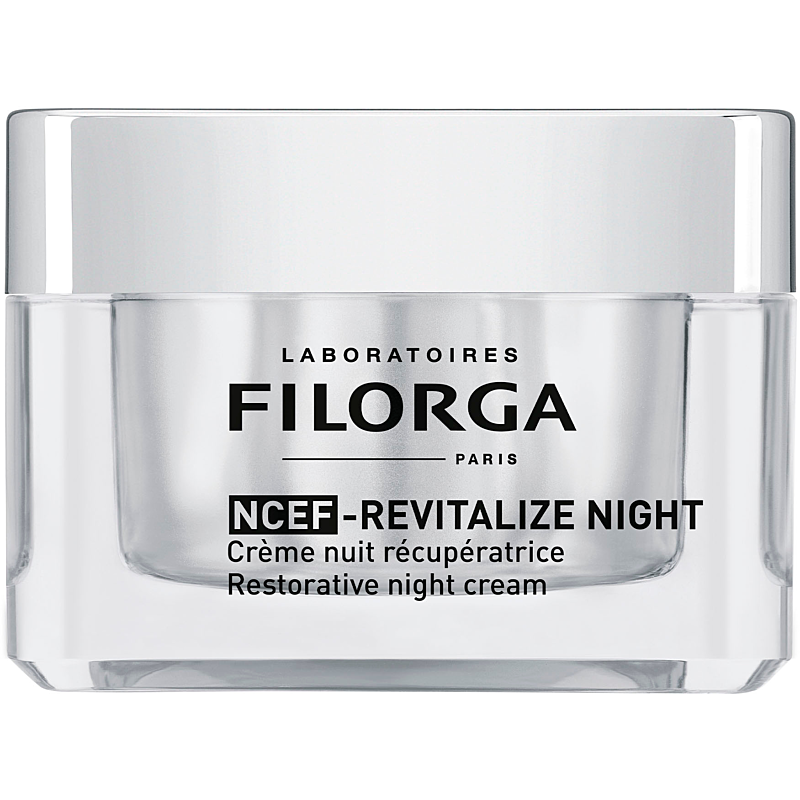 LABORATOIRES
FILORGA
PARIS
NCEF-REVITALIZE NIGHT
Crème nuit récupératrice
Restorative night cream